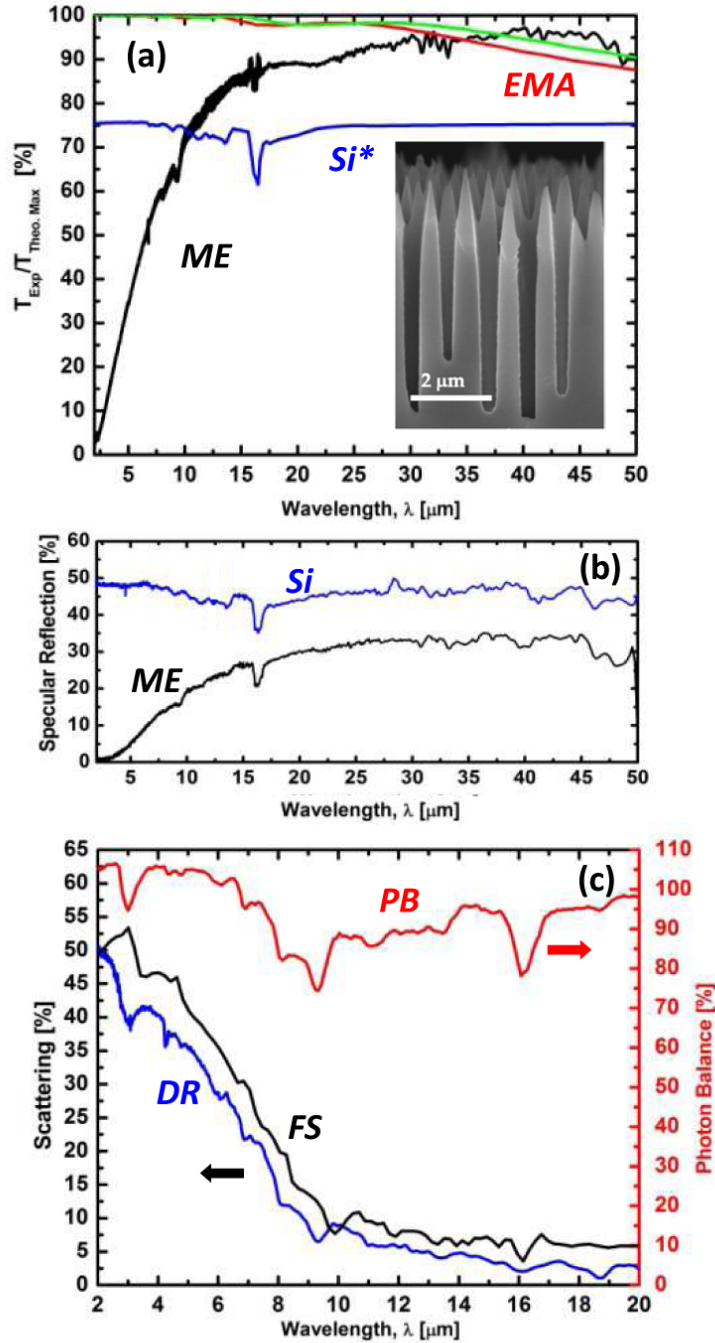 (a)
100
90
80
70
60
50
40
30
20
10
0
T_Exp/T_Theo. Max [%]
EMA
Si*
ME
2 μm
5 10 15 20 25 30 35 40 45 50
Wavelength, λ [μm]
(b)
60
50
40
30
20
10
0
Specular Reflection [%]
Si
ME
5 10 15 20 25 30 35 40 45 50
Wavelength, λ [μm]
(c)
65
60
55
50
45
40
35
30
25
20
15
10
5
0
Scattering [%]
PB
DR
FS
110
100
90
80
70
60
50
40
30
20
10
0
Photon Balance [%]
2 4 6 8 10 12 14 16 18 20
Wavelength, λ [μm]